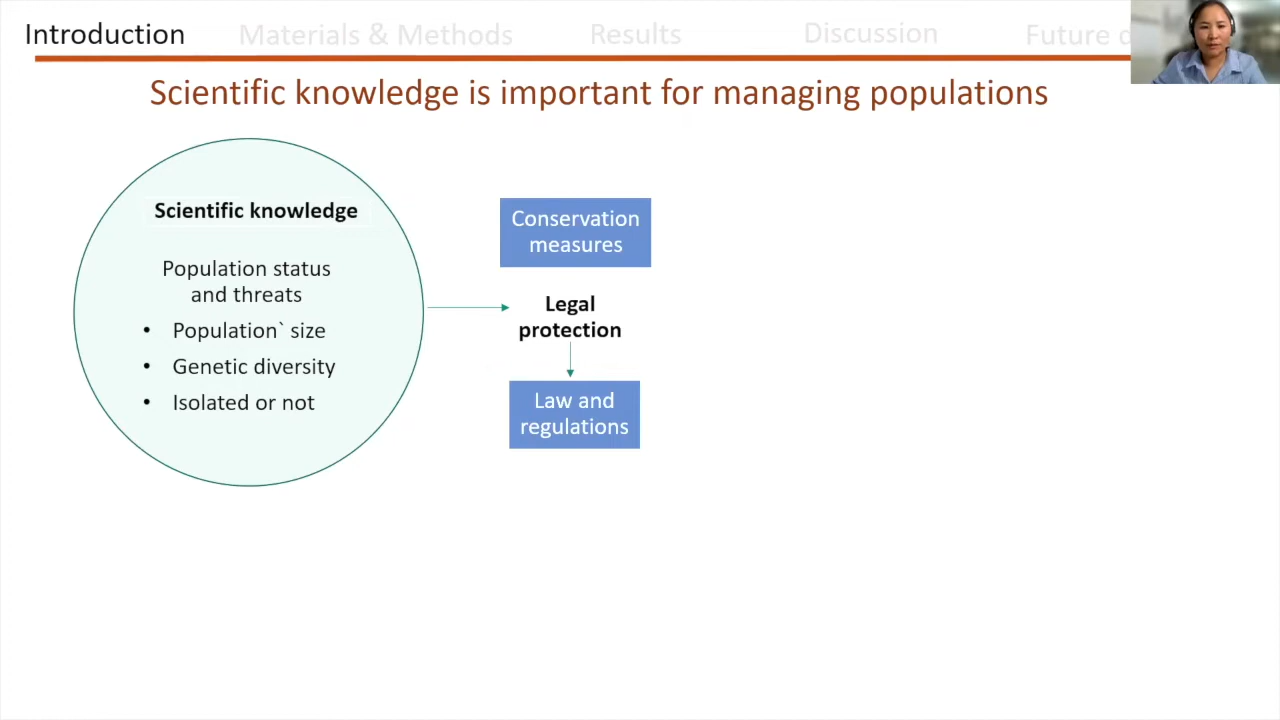 Introduction
Materials & Methods
Results
Discussion
Future
Scientific knowledge is important for managing populations
Scientific knowledge
Population status
and threats
• Population` size
• Genetic diversity
• Isolated or not
Conservation
measures
Legal
protection
Law and
regulations